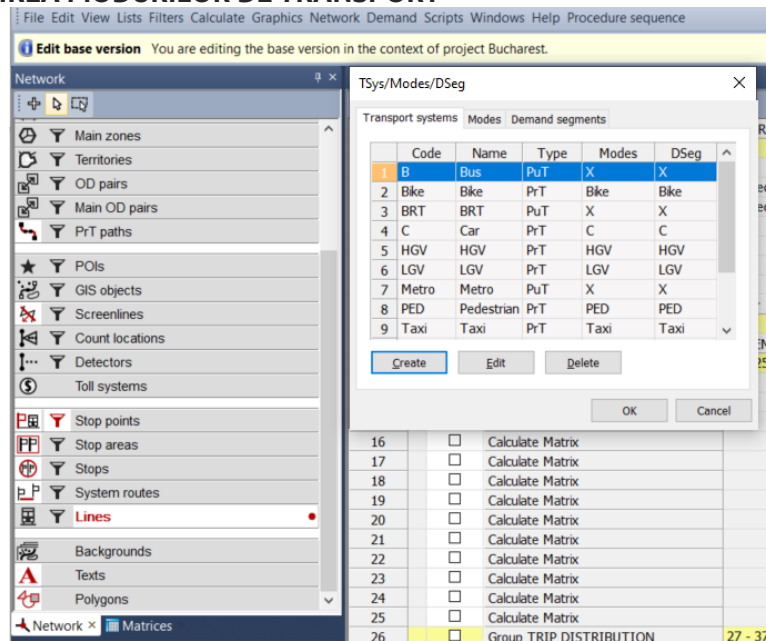 File Edit View Lists Filters Calculate Graphics Network Demand Scripts Windows Help Procedure sequence
Edit base version You are editing the base version in the context of project Bucharest.
Network
Main zones
Territories
OD pairs
Main OD pairs
PrT paths
POIs
GIS objects
Screenlines
Count locations
Detectors
Toll systems
Stop points
Stop areas
Stops
System routes
Lines
Backgrounds
Texts
Polygons
Network × Matrices
TSys/Modes/DSeg
Transport systems Modes Demand segments
Code Name Type Modes DSeg
1 B Bus PuT X X
2 Bike Bike PrT Bike Bike
3 BRT BRT PuT X X
4 C Car PrT C C
5 HGV HGV PrT HGV HGV
6 LGV LGV PrT LGV LGV
7 Metro Metro PuT X X
8 PED Pedestrian PrT PED PED
9 Taxi Taxi PrT Taxi Taxi
Create Edit Delete
OK Cancel
16 Calculate Matrix
17 Calculate Matrix
18 Calculate Matrix
19 Calculate Matrix
20 Calculate Matrix
21 Calculate Matrix
22 Calculate Matrix
23 Calculate Matrix
24 Calculate Matrix
25 Calculate Matrix
26 Group TRIP DISTRIBUTION 27 - 37